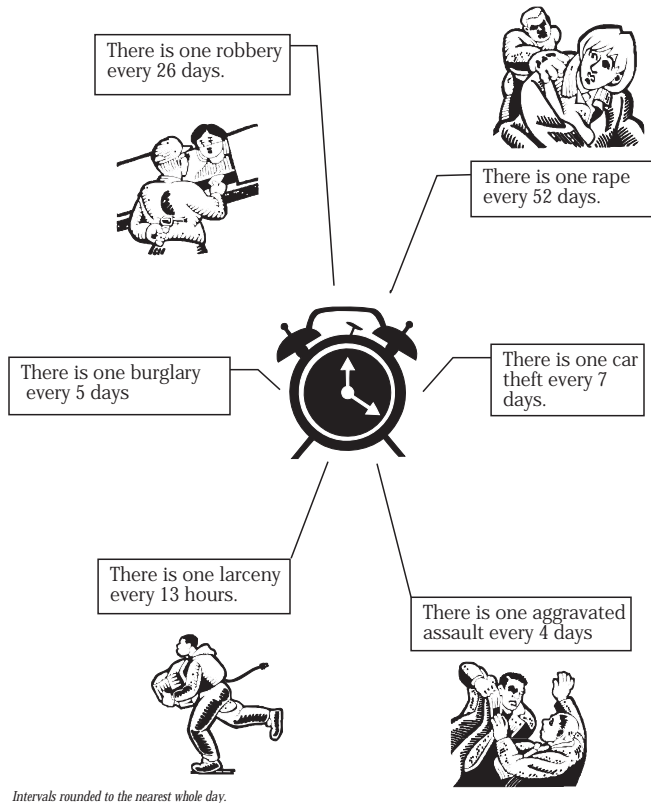 There is one robbery
every 26 days.
There is one rape
every 52 days.
There is one burglary
every 5 days
There is one car
theft every 7
days.
There is one larceny
every 13 hours.
There is one aggravated
assault every 4 days
Intervals rounded to the nearest whole day.